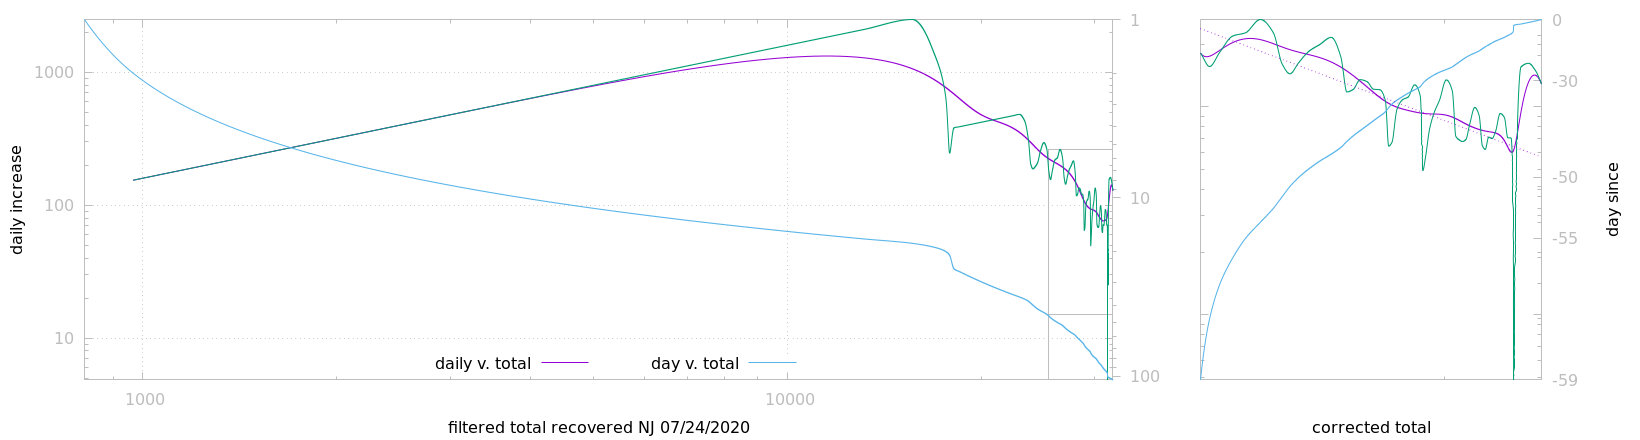 1000
100
10
daily increase
1000
10000
filtered total recovered NJ 07/24/2020
daily v. total
day v. total
1
10
100
0
-30
-50
-55
-59
day since
corrected total